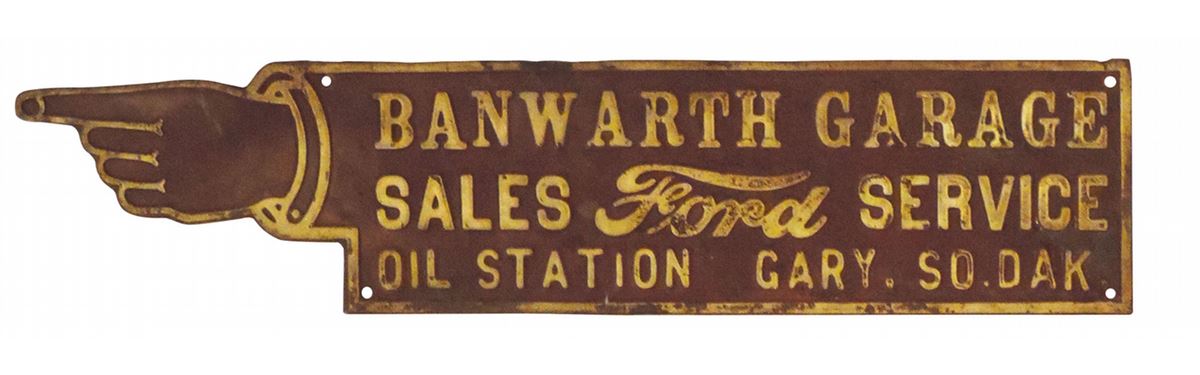 BANWARTH GARAGE
SALES Ford SERVICE
OIL STATION GARY. SO.DAK